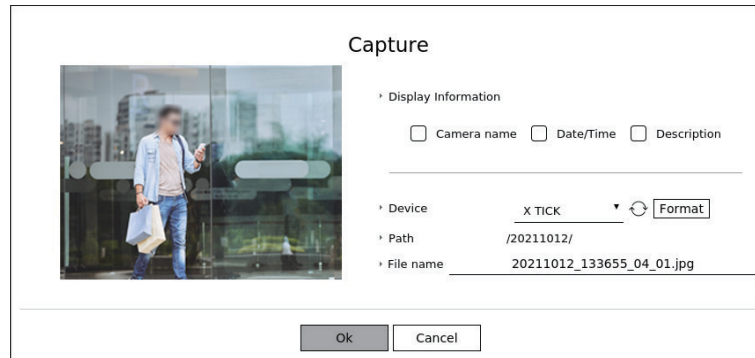 Capture
Display Information
Camera name Date/Time Description
Device X TICK Format
Path /20211012/
File name 20211012_133655_04_01.jpg
Ok Cancel